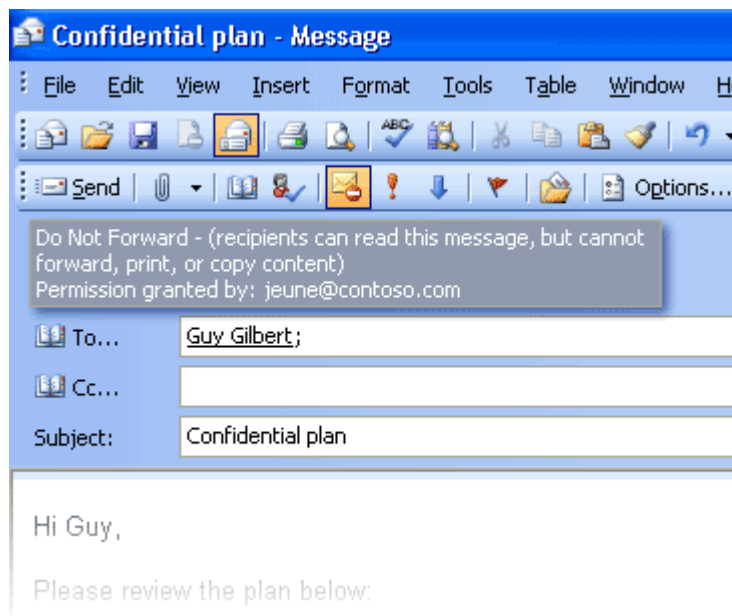 Confidential plan - Message
File Edit View Insert Format Tools Table Window
ABC
Send Options...
Do Not Forward - (recipients can read this message, but cannot
forward, print, or copy content)
Permission granted by: jeune@contoso.com
To... Guy Gilbert;
Cc...
Subject: Confidential plan
Hi Guy,
Please review the plan below: